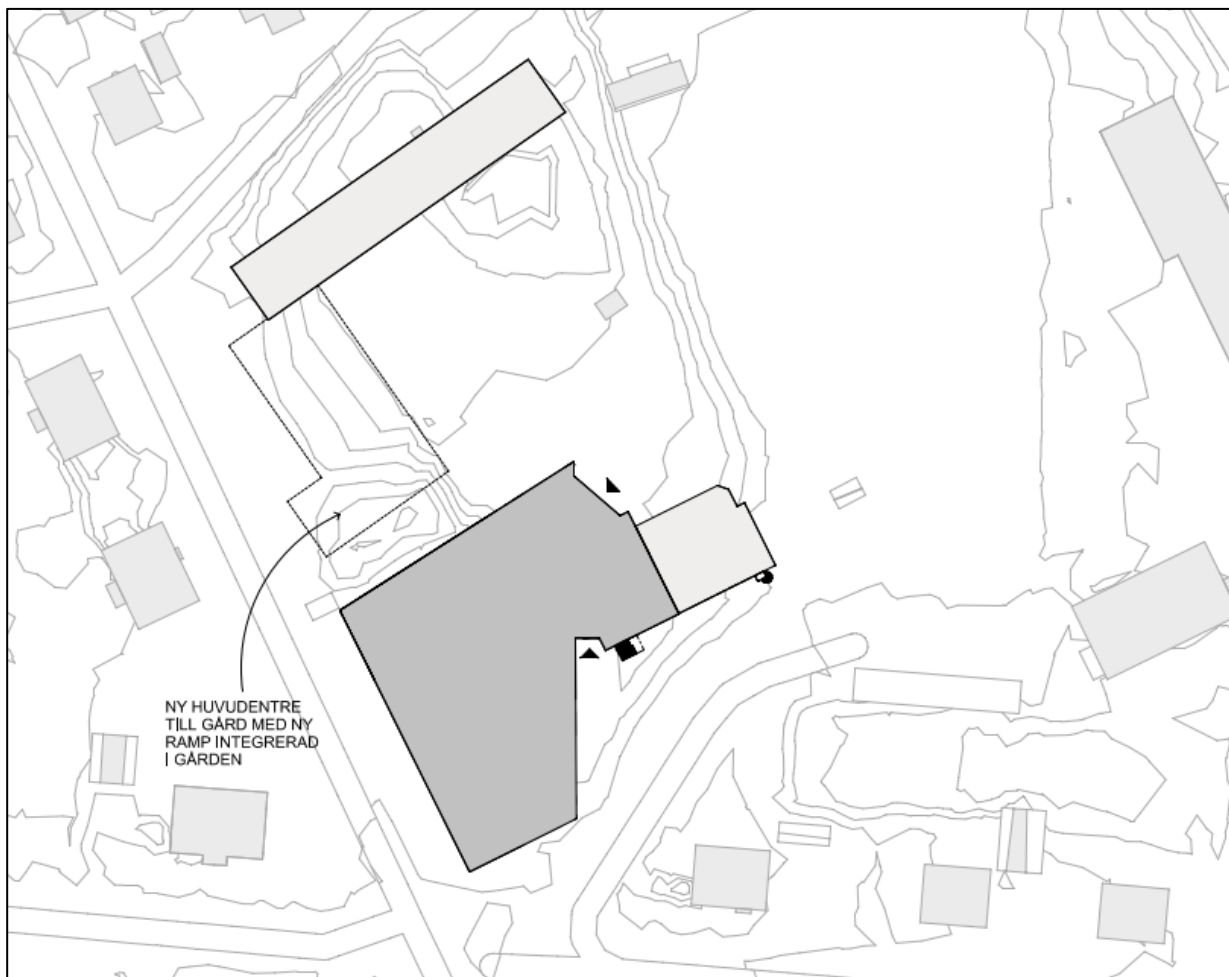 NY HUVUDENTRE
TILL GÅRD MED NY
RAMP INTEGRERAD
I GÅRDEN